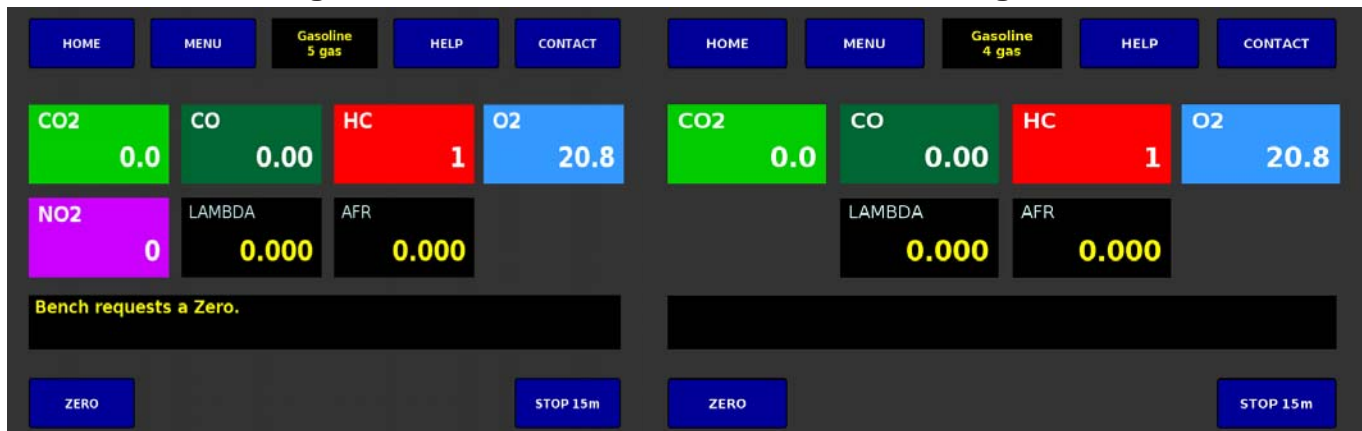 HOME MENU Gasoline 5 gas HELP CONTACT
CO2 CO HC O2
0.0 0.00 1 20.8
NO2 LAMBDA AFR
0 0.000 0.000
Bench requests a Zero.
ZERO STOP 15m
HOME MENU Gasoline 4 gas HELP CONTACT
CO2 CO HC O2
0.0 0.00 1 20.8
LAMBDA AFR
0.000 0.000
ZERO STOP 15m